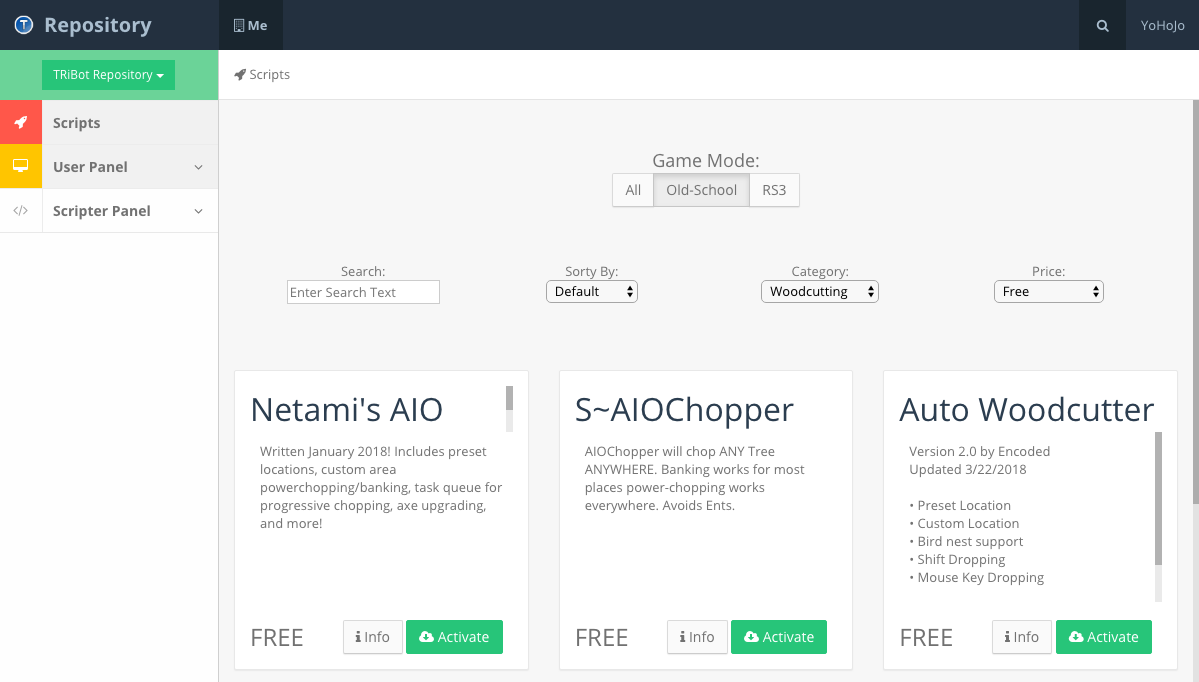 Repository
Me
YoHoJo
TRiBot Repository
Scripts
Scripts
User Panel
Scripter Panel
Game Mode:
All
Old-School
RS3
Search:
Enter Search Text
Sorty By:
Default
Category:
Woodcutting
Price:
Free
Netami's AIO
Written January 2018! Includes preset
locations, custom area
powerchopping/banking, task queue for
progressive chopping, axe upgrading,
and more!
FREE
Info
Activate
S~AIOChopper
AIOChopper will chop ANY Tree
ANYWHERE. Banking works for most
places power-chopping works
everywhere. Avoids Ents.
FREE
Info
Activate
Auto Woodcutter
Version 2.0 by Encoded
Updated 3/22/2018
• Preset Location
• Custom Location
• Bird nest support
• Shift Dropping
• Mouse Key Dropping
FREE
Info
Activate